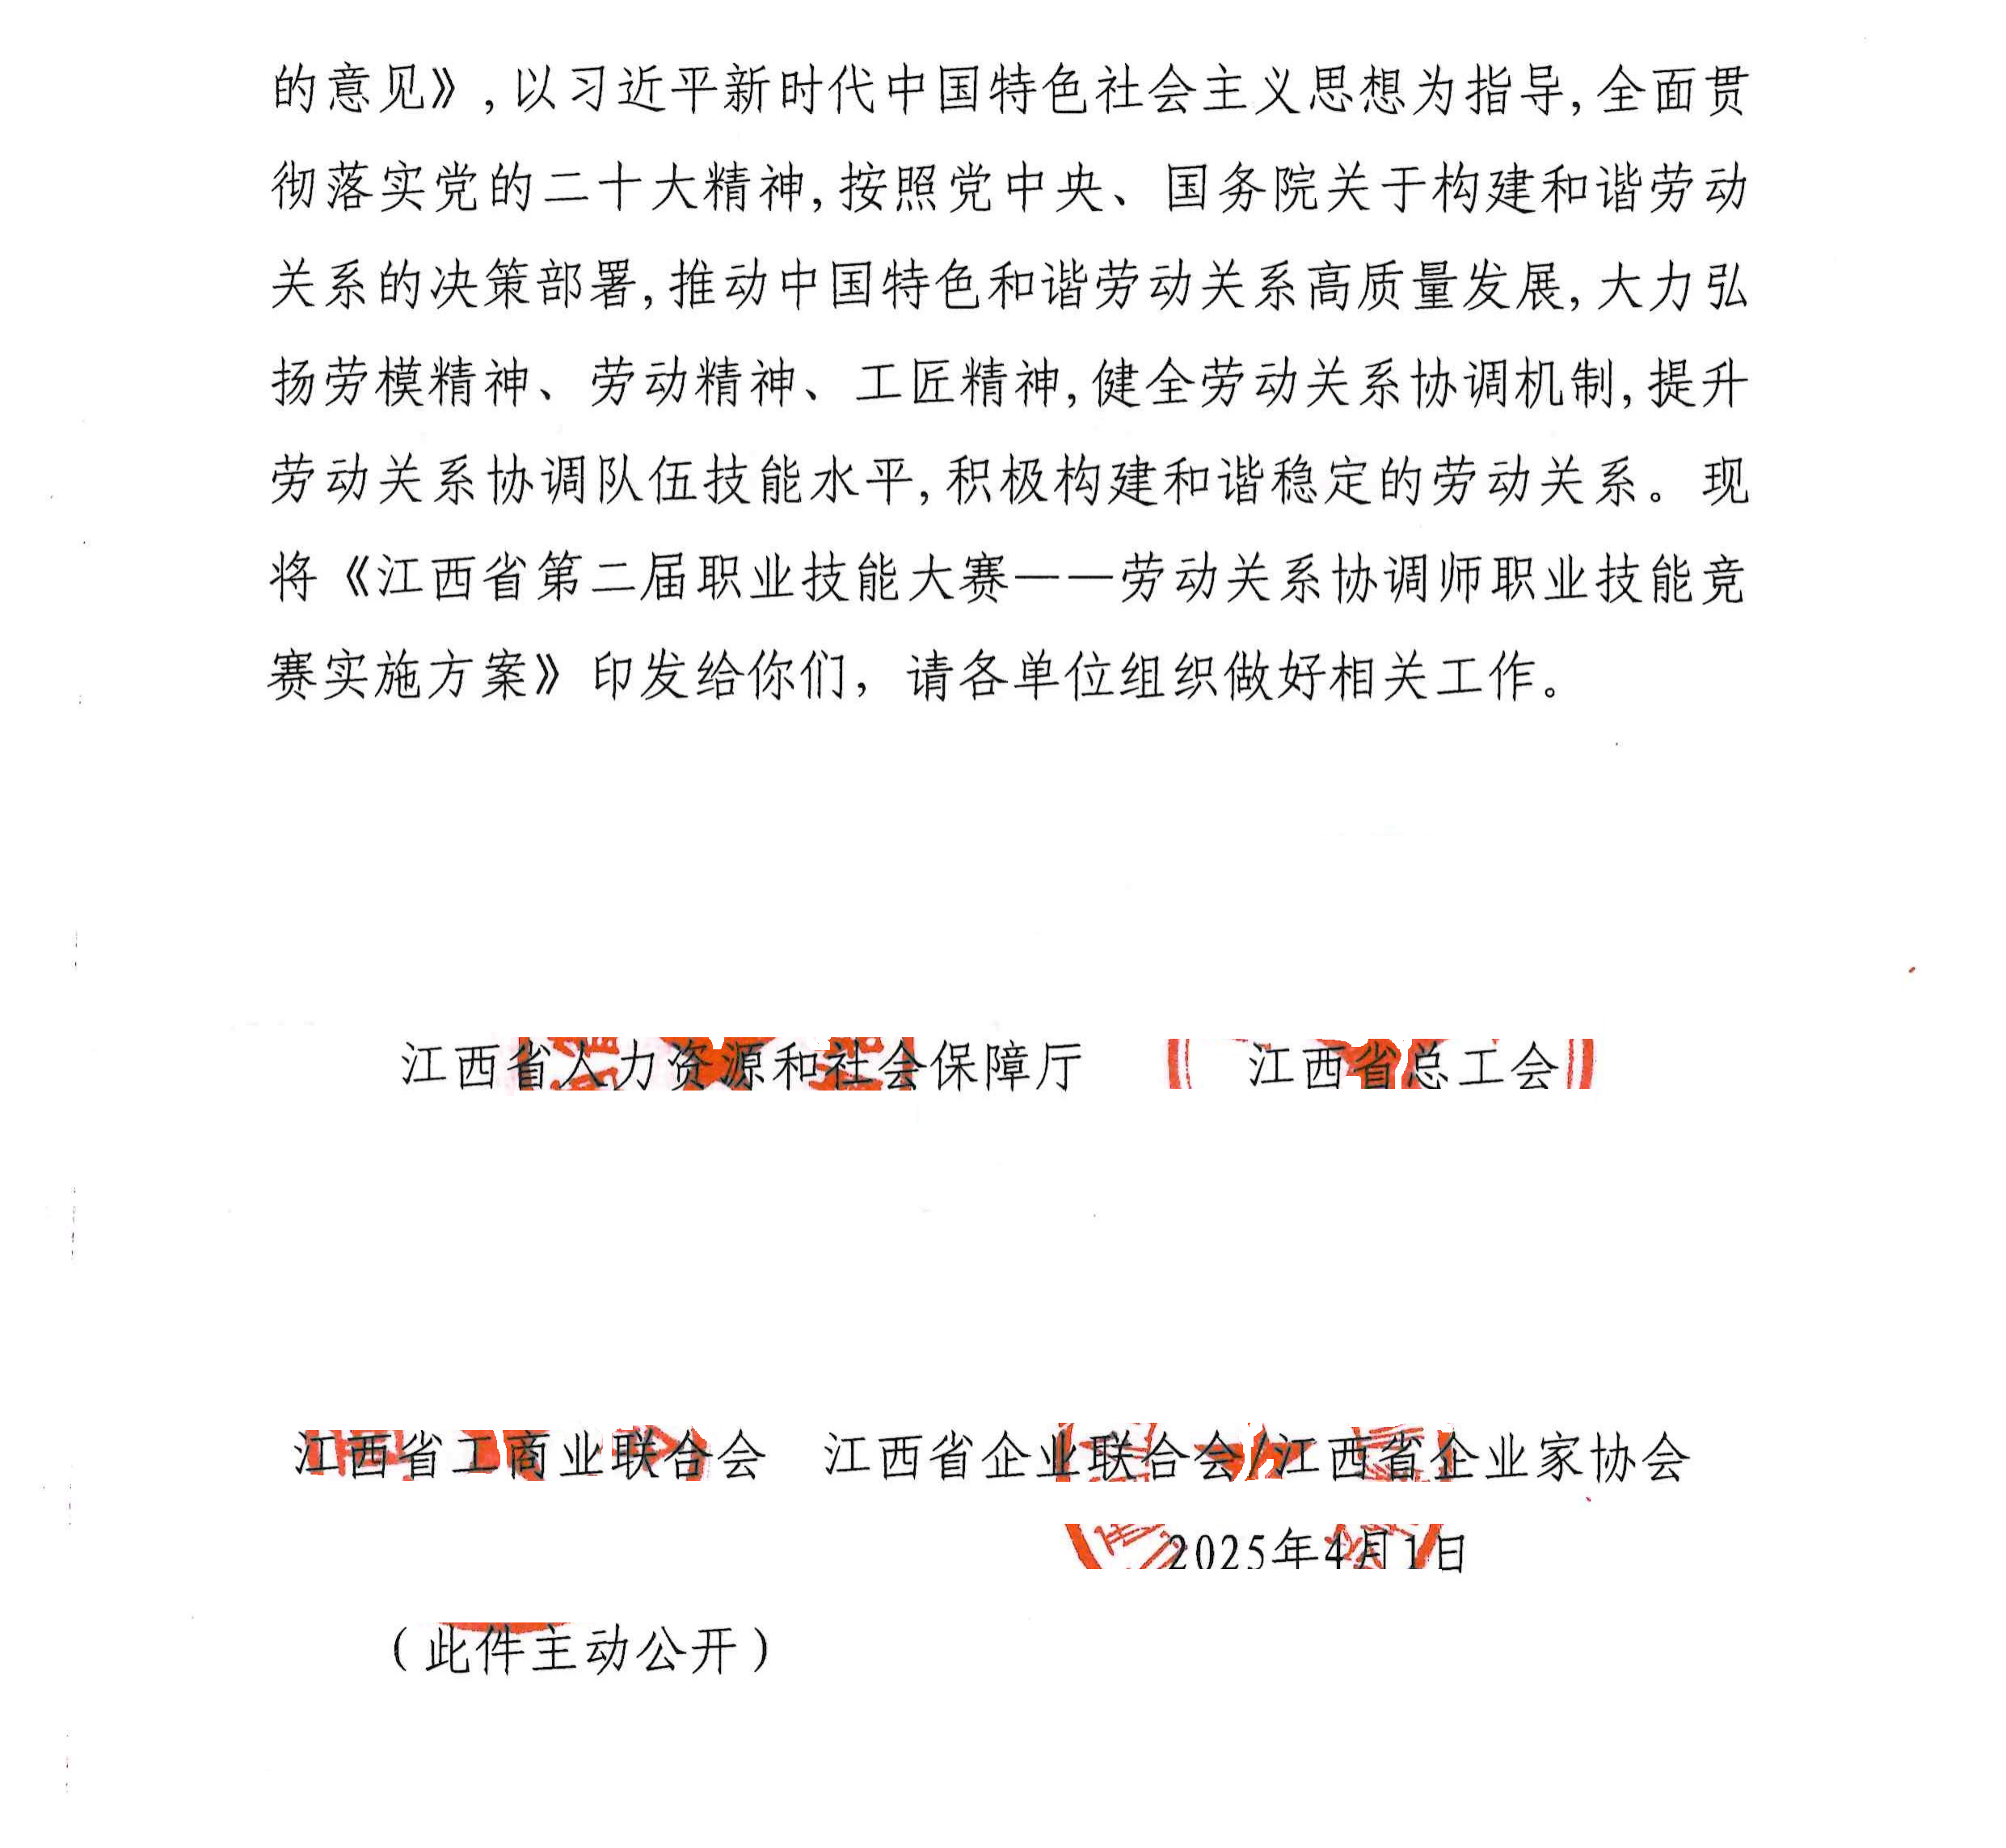 的意见》,以习近平新时代中国特色社会主义思想为指导,全面贯
彻落实党的二十大精神,按照党中央、国务院关于构建和谐劳动
关系的决策部署,推动中国特色和谐劳动关系高质量发展,大力弘
扬劳模精神、劳动精神、工匠精神,健全劳动关系协调机制,提升
劳动关系协调队伍技能水平,积极构建和谐稳定的劳动关系。现
将《江西省第二届职业技能大赛——劳动关系协调师职业技能竞
赛实施方案》印发给你们，请各单位组织做好相关工作。
江西省人力资源和社会保障厅 江西省总工会
江西省工商业联合会 江西省企业联合会/江西省企业家协会
2025年4月1日
（此件主动公开）